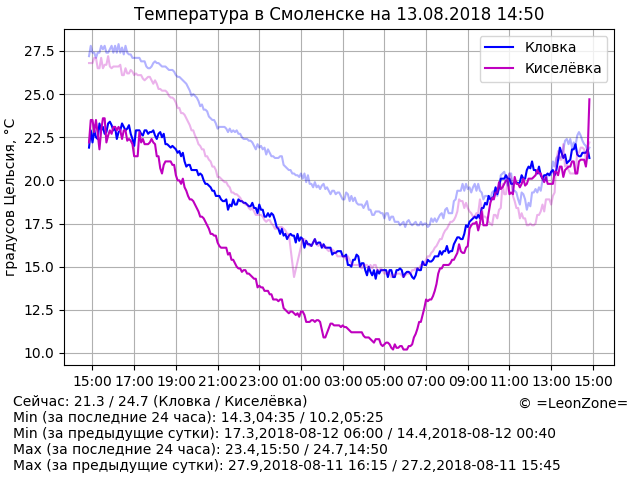 Температура в Смоленске на 13.08.2018 14:50
градусов Цельсия, °C
27.5
25.0
22.5
20.0
17.5
15.0
12.5
10.0
Кловка
Киселёвка
15:00 17:00 19:00 21:00 23:00 01:00 03:00 05:00 07:00 09:00 11:00 13:00 15:00
Сейчас: 21.3 / 24.7 (Кловка / Киселёвка)
© =LeonZone=
Min (за последние 24 часа): 14.3,04:35 / 10.2,05:25
Min (за предыдущие сутки): 17.3,2018-08-12 06:00 / 14.4,2018-08-12 00:40
Max (за последние 24 часа): 23.4,15:50 / 24.7,14:50
Max (за предыдущие сутки): 27.9,2018-08-11 16:15 / 27.2,2018-08-11 15:45